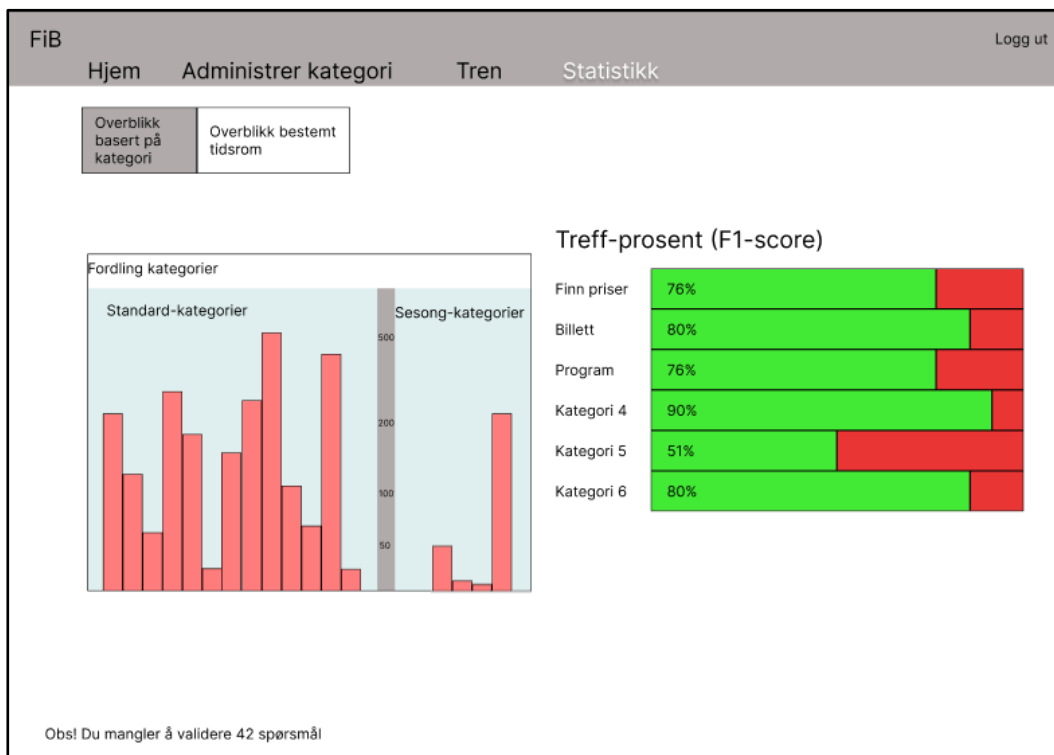 FiB
Logg ut
Hjem Administrer kategori Tren Statistikk
Overblikk
basert på
kategori
Overblikk bestemt
tidsrom
Fordling kategorier
Standard-kategorier
Sesong-kategorier
500
200
100
50
Treff-prosent (F1-score)
Finn priser 76%
Billett 80%
Program 76%
Kategori 4 90%
Kategori 5 51%
Kategori 6 80%
Obs! Du mangler å validere 42 spørsmål